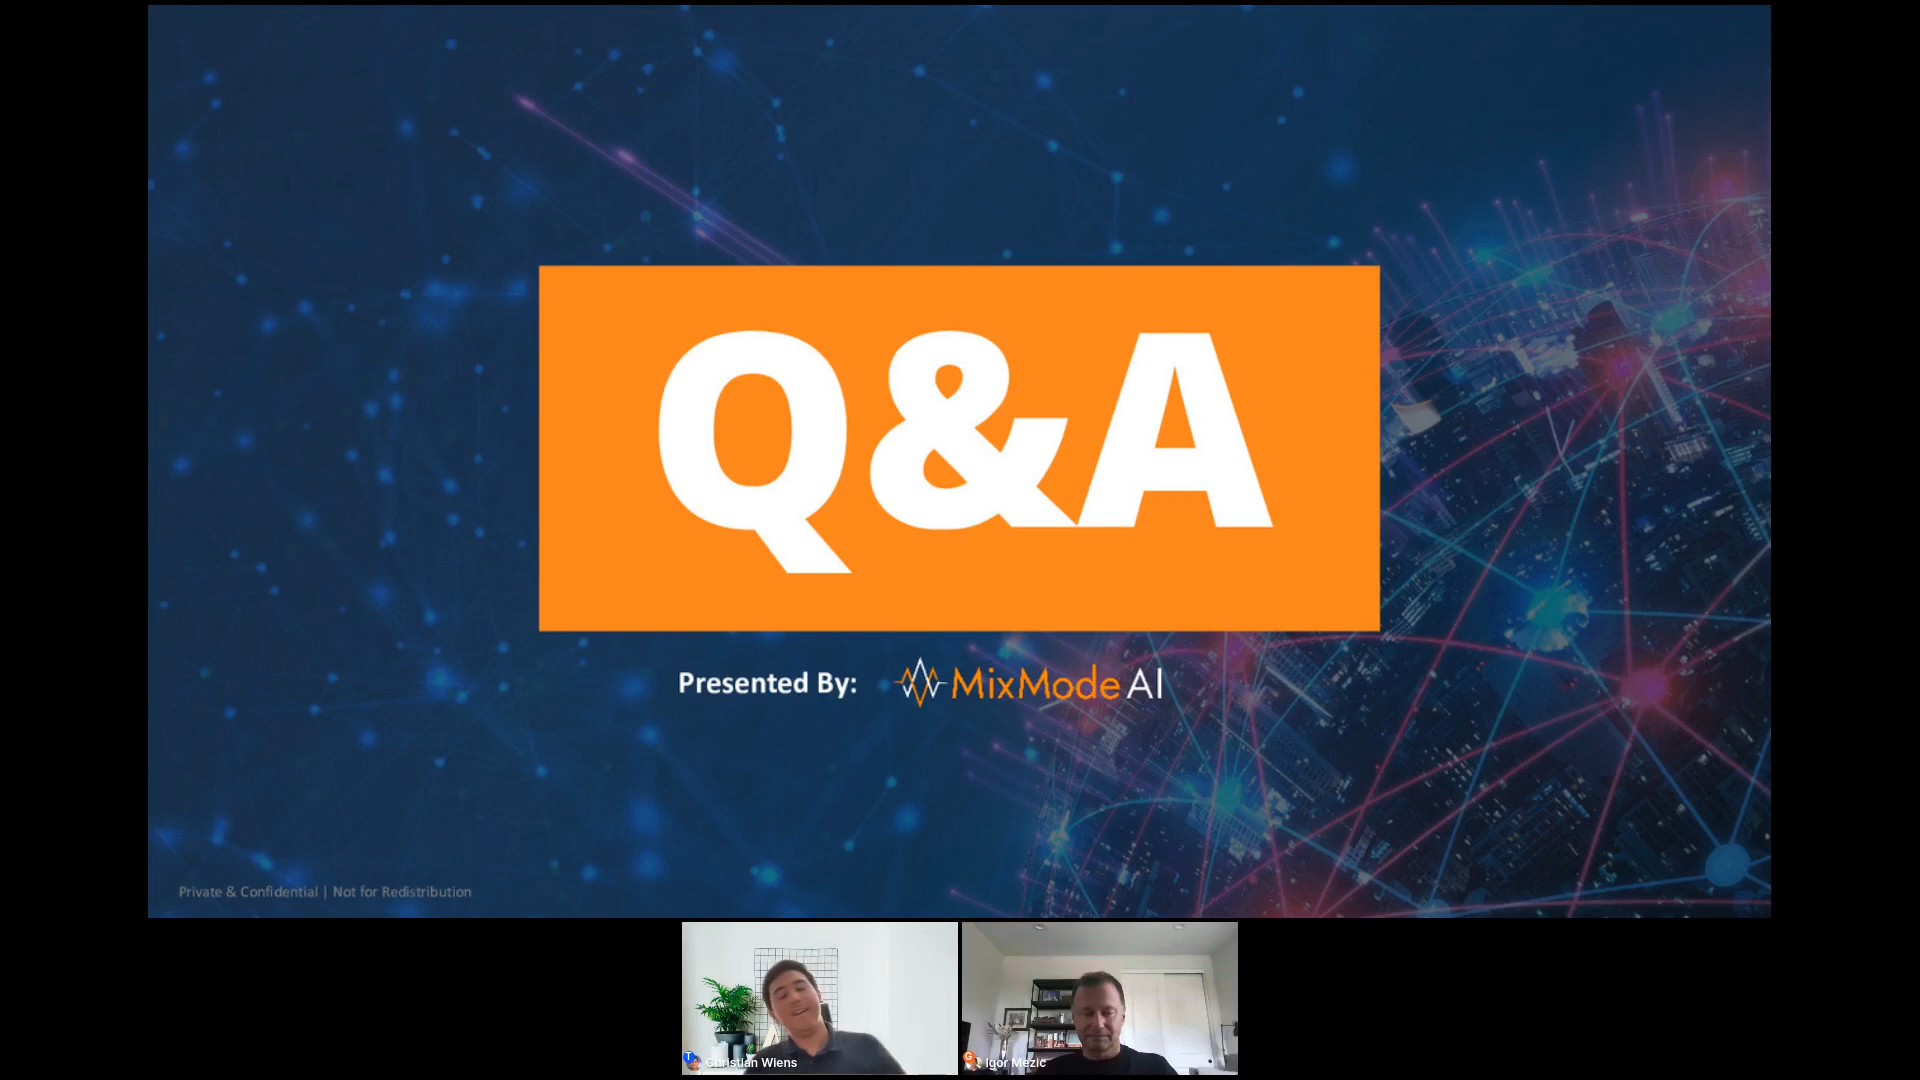 Q&A
Presented By: MixMode AI
Private & Confidential | Not for Redistribution
T Christian Wiens
G Igor Mezic